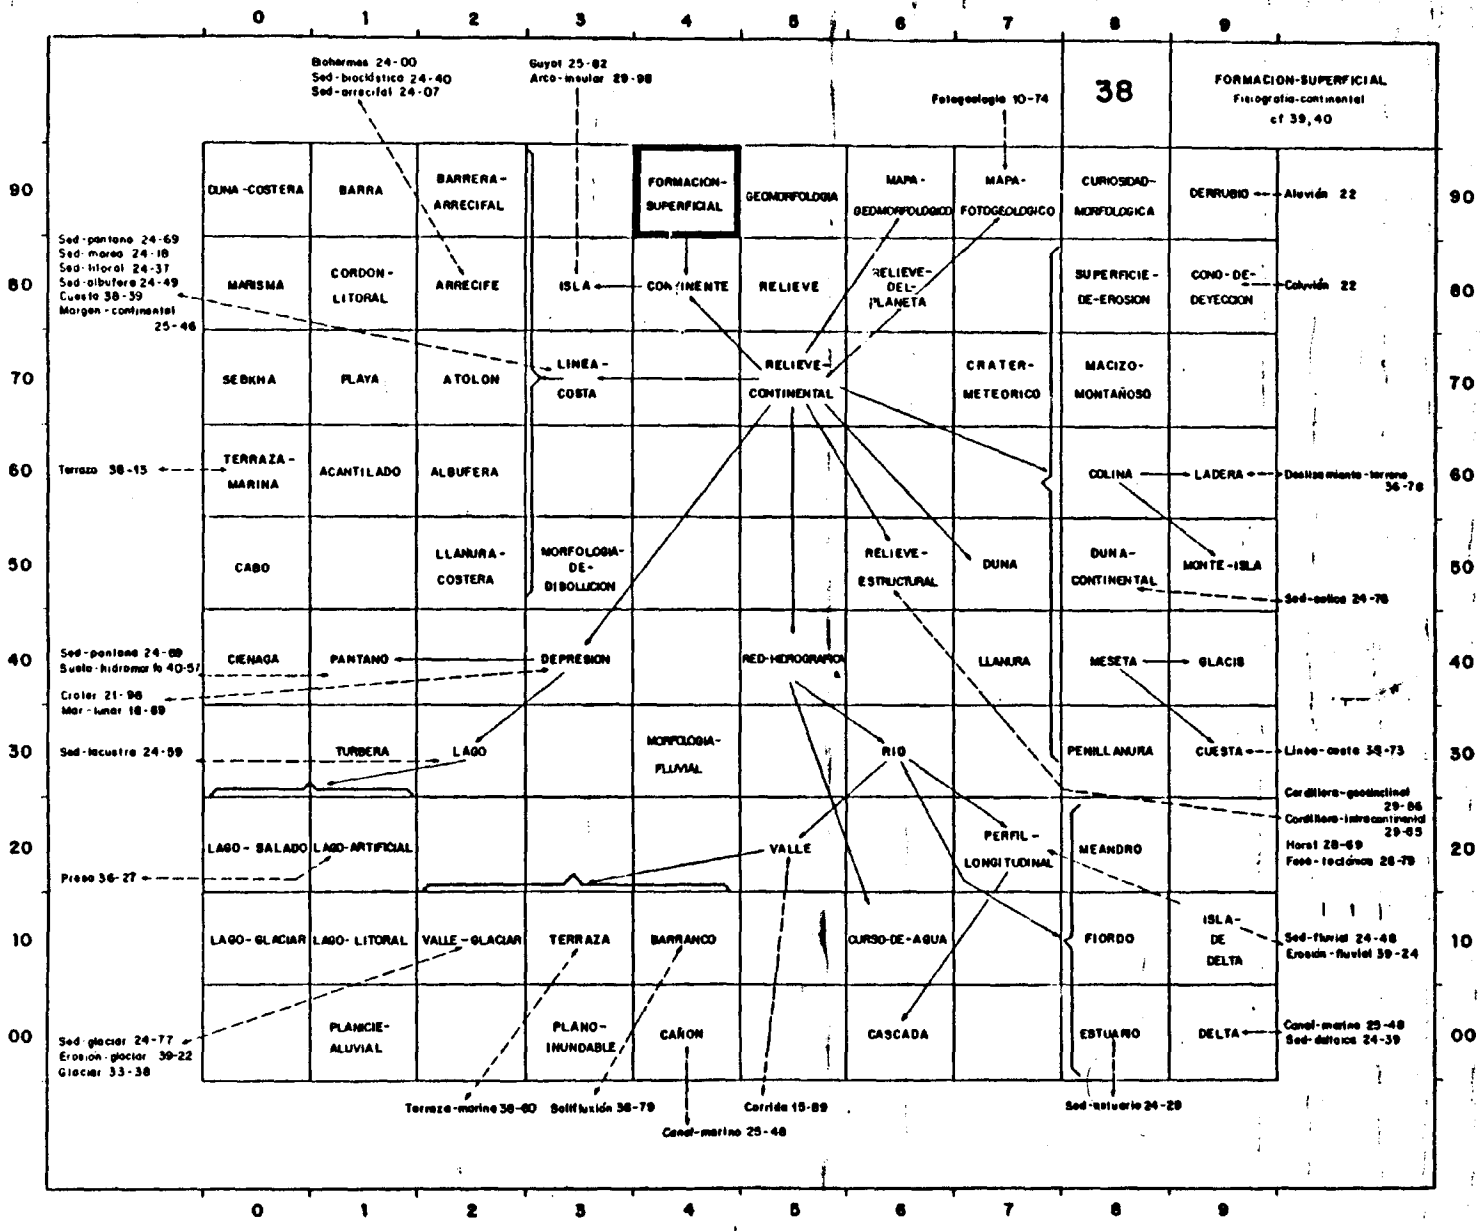 0 1 2 3 4 5 6 7 8 9
Biohermes 24-00
Sed-bioclástica 24-40
Sed-arrecifal 24-07
Guyot 25-82
Arco-insular 29-98
Fotogeología 10-74
38
FORMACION-SUPERFICIAL
Fisiografía-continental
cf 39,40
90
DUNA-COSTERA
BARRA
BARRERA-
ARRECIFAL
FORMACION-
SUPERFICIAL
GEOMORFOLOGIA
MAPA-
GEOMORFOLOGICO
MAPA-
FOTOGEOLOGICO
CURIOSIDAD-
MORFOLOGICA
DERRUBIO
Aluvión 22
90
Sed-pantano 24-69
Sed-marea 24-18
Sed-litoral 24-37
Sed-albufera 24-49
Cuesta 38-39
Margen-continental
25-46
80
MARISMA
CORDON-
LITORAL
ARRECIFE
ISLA
CONTINENTE
RELIEVE
RELIEVE-
DEL-
PLANETA
SUPERFICIE-
DE-EROSION
CONO-DE-
DEYECCION
Coluvión 22
80
70
SEBKHA
PLAYA
ATOLON
LINEA-
COSTA
RELIEVE-
CONTINENTAL
CRATER-
METEORICO
MACIZO-
MONTAÑOSO
70
60
Terraza 38-13
TERRAZA-
MARINA
ACANTILADO
ALBUFERA
COLINA
LADERA
Deslizamiento-terreno
36-78
60
50
CABO
LLANURA-
COSTERA
MORFOLOGIA-
DE-
DISOLUCION
RELIEVE-
ESTRUCTURAL
DUNA
DUNA-
CONTINENTAL
MONTE-ISLA
Sed-eolica 24-78
50
40
Sed-pantano 24-69
Suelo-hidromorfo 40-57
Crater 21-98
Mar-lunar 18-69
CIENAGA
PANTANO
DEPRESION
RED-HIDROGRAFICA
LLANURA
MESETA
GLACIS
40
30
Sed-lacustre 24-59
TURBERA
LAGO
MORFOLOGIA-
FLUVIAL
RIO
PENILLANURA
CUESTA
Linea-costa 38-73
30
Cordillera-geosinclinal
29-86
Cordillera-intracontinental
29-85
Horst 28-69
Fosa-tectónica 28-79
20
Presa 36-27
LAGO-SALADO
LAGO-ARTIFICIAL
VALLE
PERFIL-
LONGITUDINAL
MEANDRO
20
10
LAGO-GLACIAR
LAGO-LITORAL
VALLE-GLACIAR
TERRAZA
BARRANCO
CURSO-DE-AGUA
FIORDO
ISLA-
DE
DELTA
Sed-fluvial 24-48
Erosión-fluvial 39-24
10
00
Sed-glaciar 24-77
Erosión-glaciar 39-22
Glaciar 33-38
PLANICIE-
ALUVIAL
PLANO-
INUNDABLE
CAÑON
CASCADA
ESTUARIO
DELTA
Canal-marino 25-48
Sed-deltaica 24-39
00
Terraza-marina 38-60
Solifluxión 36-79
Canal-marino 25-48
Corrida 15-89
Sed-estuario 24-29
0 1 2 3 4 5 6 7 8 9